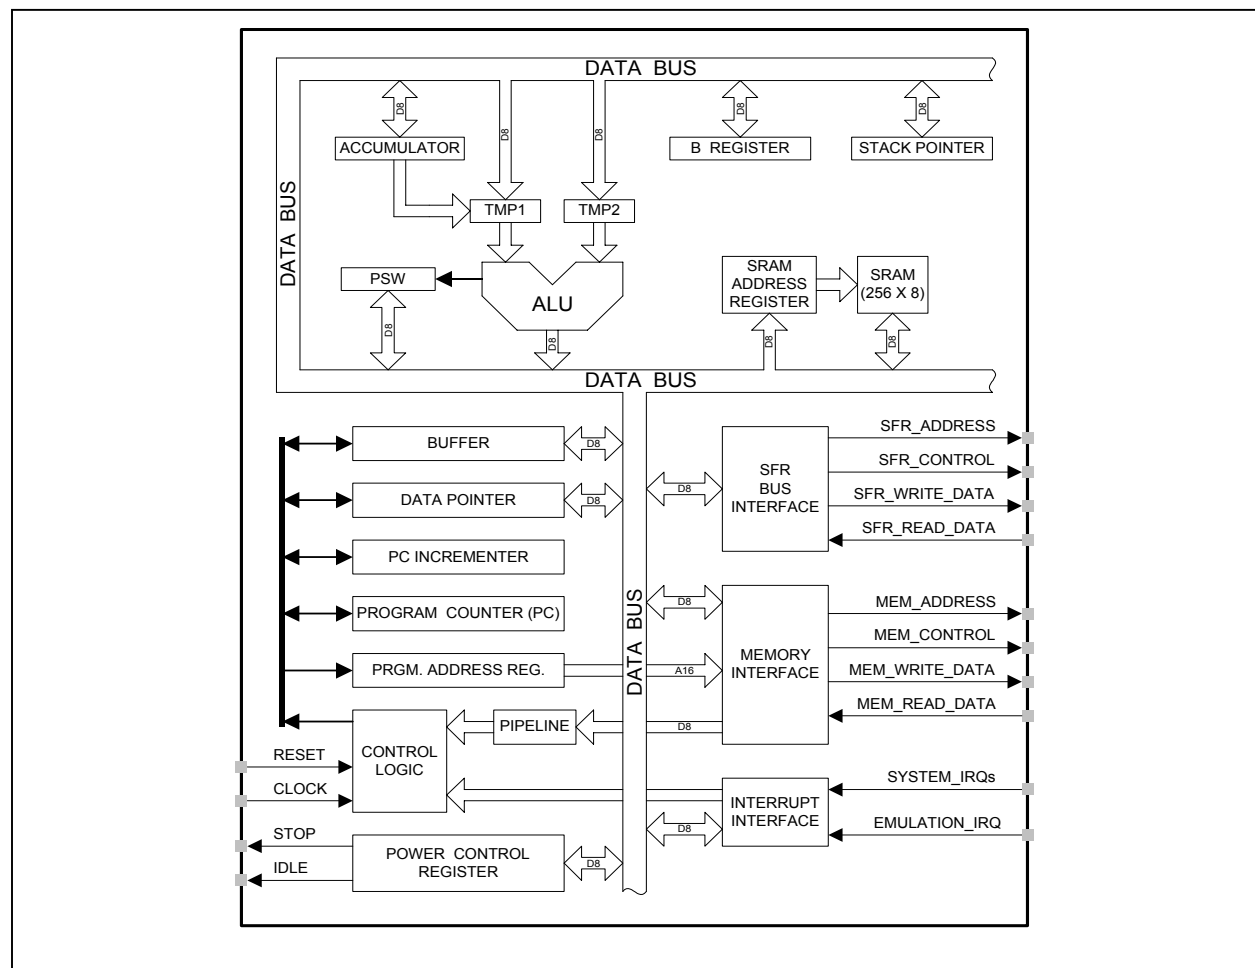 DATA BUS
D8
D8
D8
D8
D8
ACCUMULATOR
B REGISTER
STACK POINTER
DATA BUS
TMP1
TMP2
PSW
ALU
SRAM
ADDRESS
REGISTER
SRAM
(256 X 8)
D8
D8
D8
D8
DATA BUS
BUFFER
D8
DATA POINTER
D8
PC INCREMENTER
PROGRAM COUNTER (PC)
PRGM. ADDRESS REG.
DATA BUS
D8
SFR
BUS
INTERFACE
SFR_ADDRESS
SFR_CONTROL
SFR_WRITE_DATA
SFR_READ_DATA
D8
A16
D8
MEMORY
INTERFACE
MEM_ADDRESS
MEM_CONTROL
MEM_WRITE_DATA
MEM_READ_DATA
PIPELINE
CONTROL
LOGIC
RESET
CLOCK
INTERRUPT
INTERFACE
D8
SYSTEM_IRQs
EMULATION_IRQ
STOP
IDLE
POWER CONTROL
REGISTER
D8